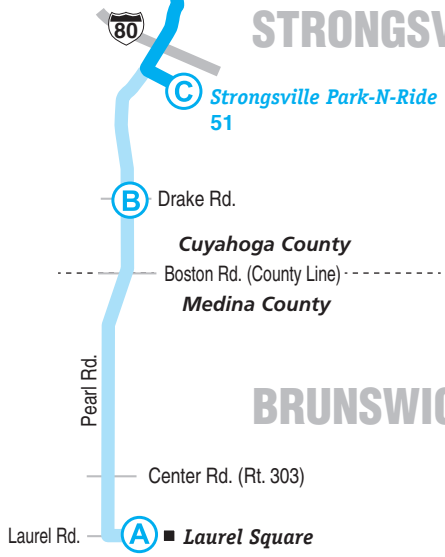 80
STRONGSV
C
Strongsville Park-N-Ride
51
B
Drake Rd.
Cuyahoga County
Boston Rd. (County Line)
Medina County
Pearl Rd.
BRUNSWIC
Center Rd. (Rt. 303)
Laurel Rd.
A
Laurel Square